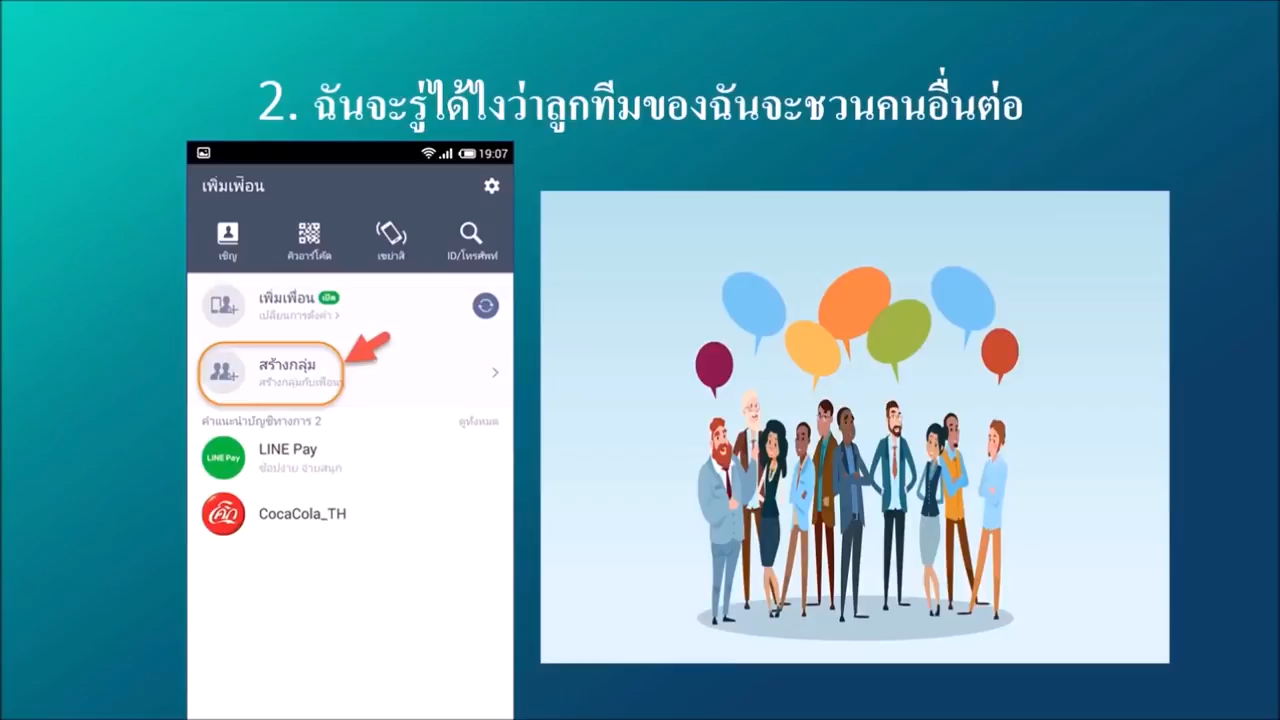 2. ฉันจะรู้ได้ไงว่าลูกทีมของฉันจะชวนคนอื่นต่อ
19:07
เพิ่มเพื่อน
เชิญ
คิวอาร์โค้ด
เขย่าสิ
ID/โทรศัพท์
เพิ่มเพื่อน เปิด
เปลี่ยนการตั้งค่า >
สร้างกลุ่ม
สร้างกลุ่มกับเพื่อนๆ
คำแนะนำบัญชีทางการ 2
ดูทั้งหมด
LINE Pay
LINE Pay
ช้อปง่าย จ่ายสนุก
โค้ก
CocaCola_TH